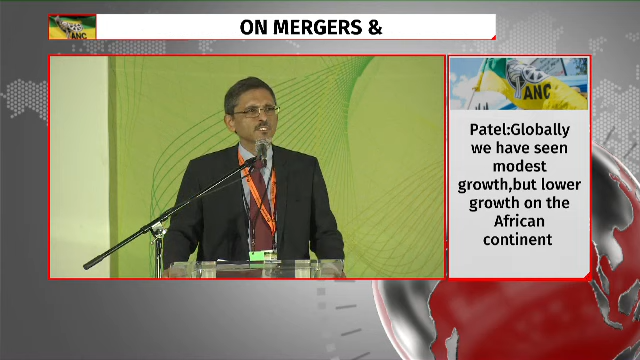 ANC
ON MERGERS &
ANC
Patel:Globally
we have seen
modest
growth,but lower
growth on the
African
continent